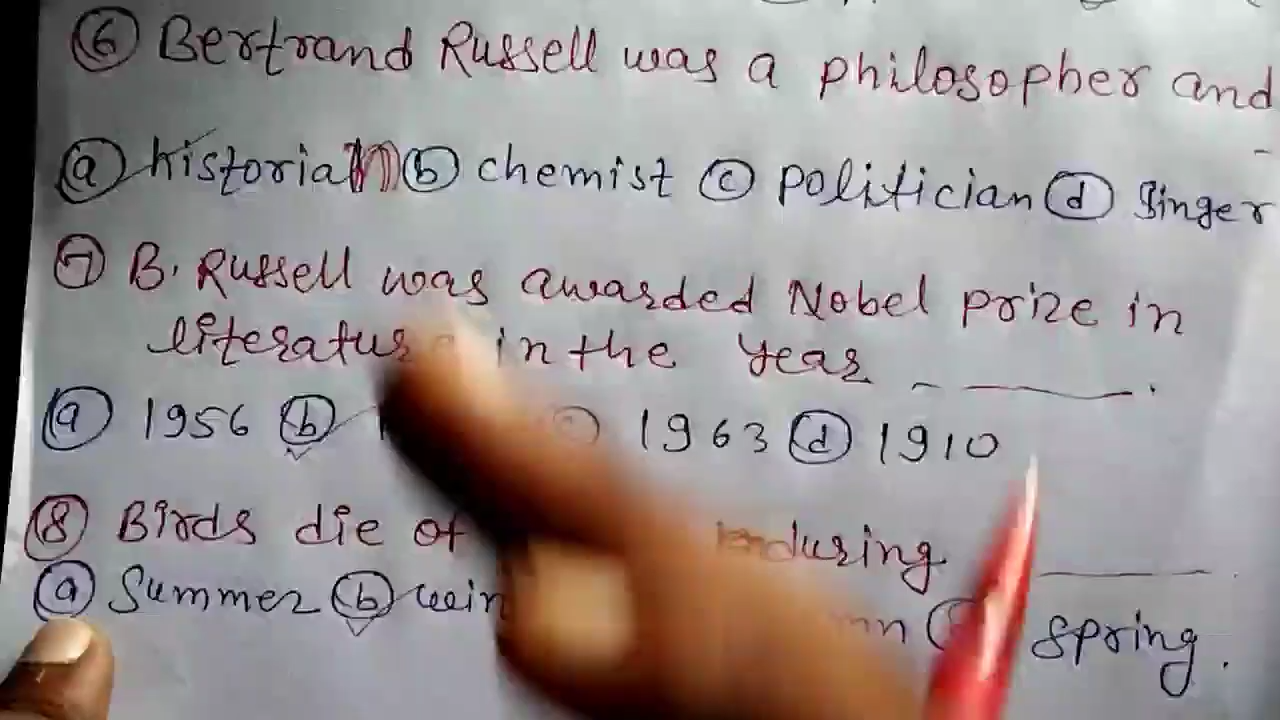 6 Bertrand Russell was a philosopher and
a historian b chemist c politician d Singer
7 B. Russell was awarded Nobel prize in
in the year _ ______.
a 1956 b c 1963 d 1910
8 Birds die of during ______.
a Summer b spring.